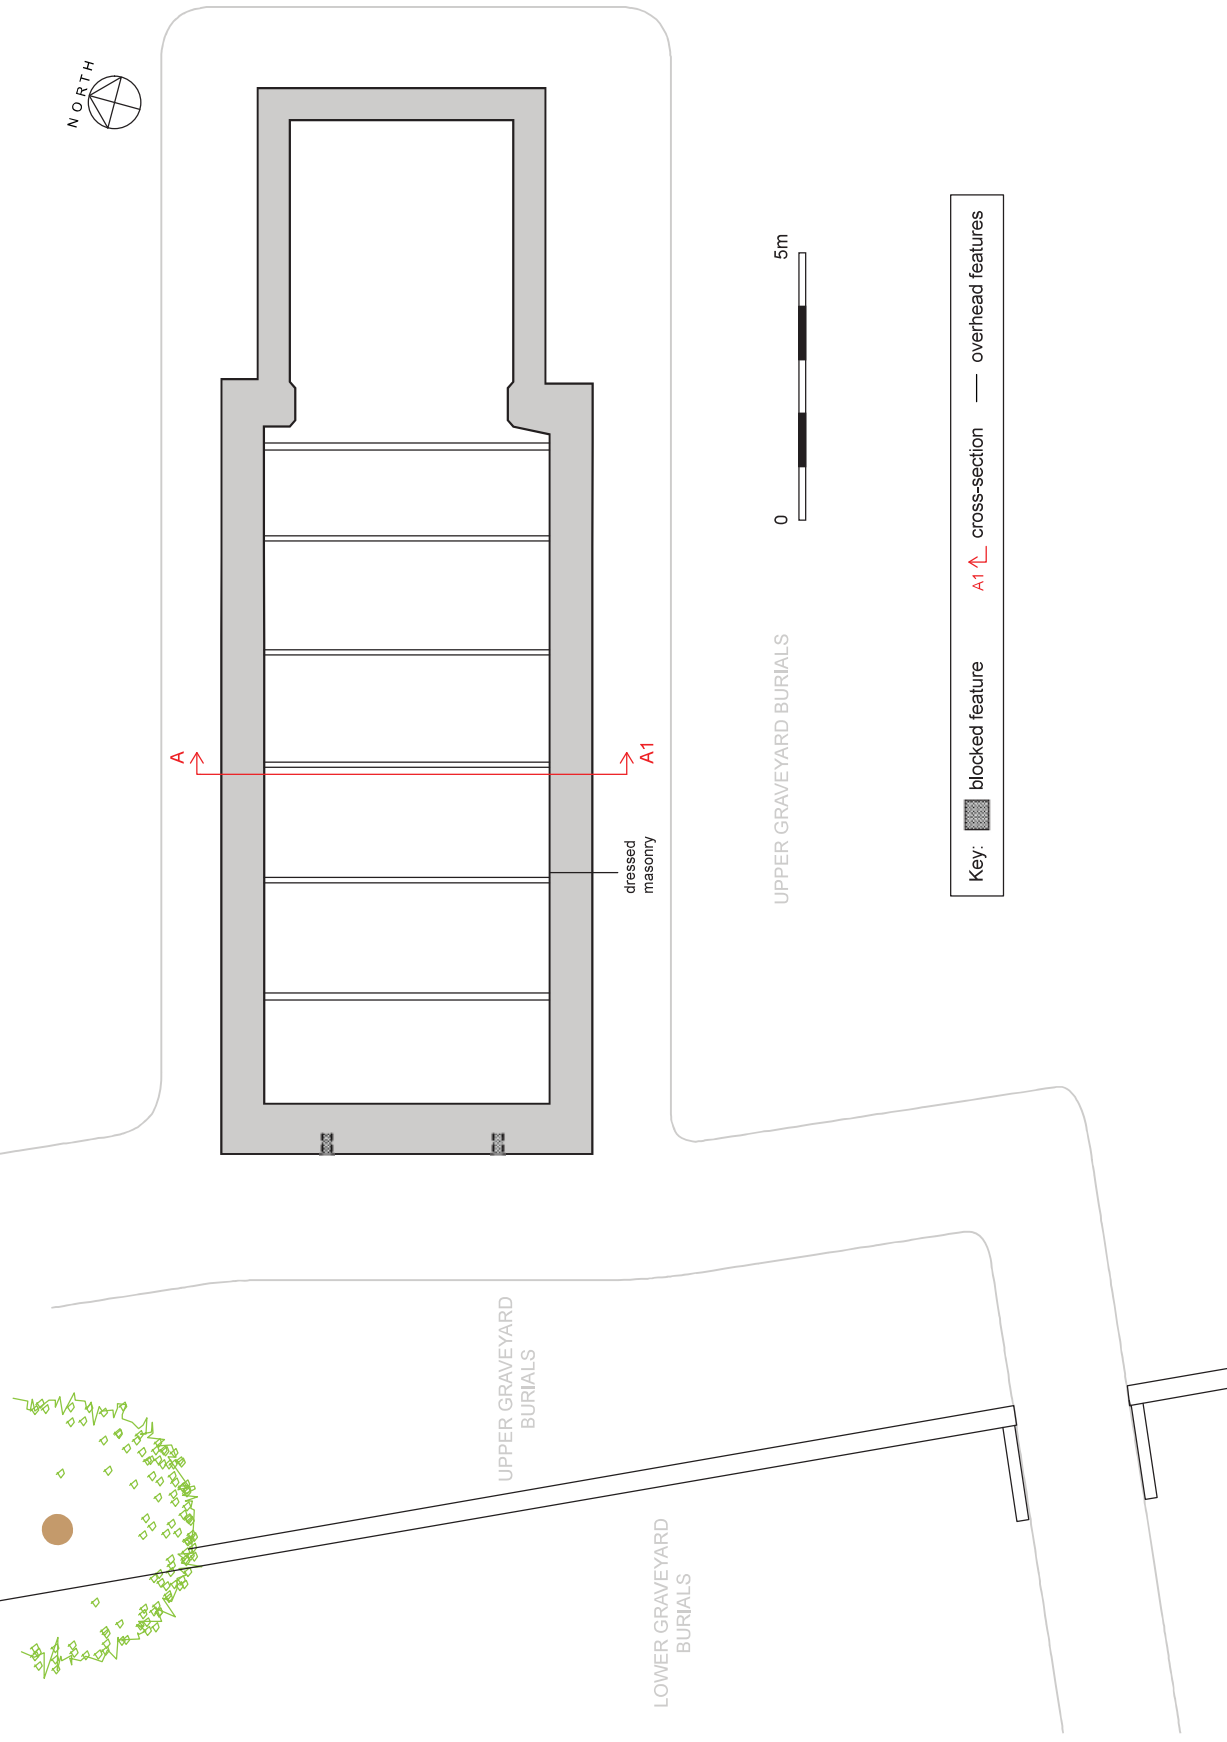 NORTH
A
A1
dressed
masonry
5m
0
UPPER GRAVEYARD BURIALS
UPPER GRAVEYARD
BURIALS
LOWER GRAVEYARD
BURIALS
Key: blocked feature A1 cross-section overhead features